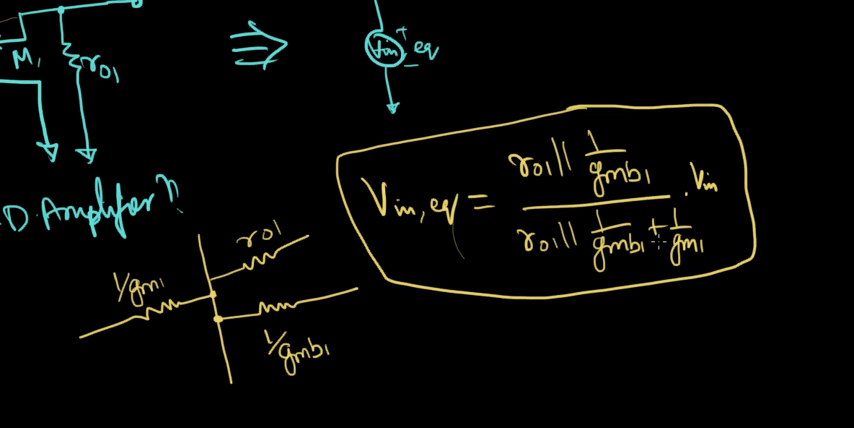 M1
ro1
⇒
Vin, eq
+
−
.D. Amplifer
Vin, eq = (ro1 || 1/gmb1) / (ro1 || 1/gmb1 + 1/gm1) . Vin
ro1
1/gm1
1/gmb1